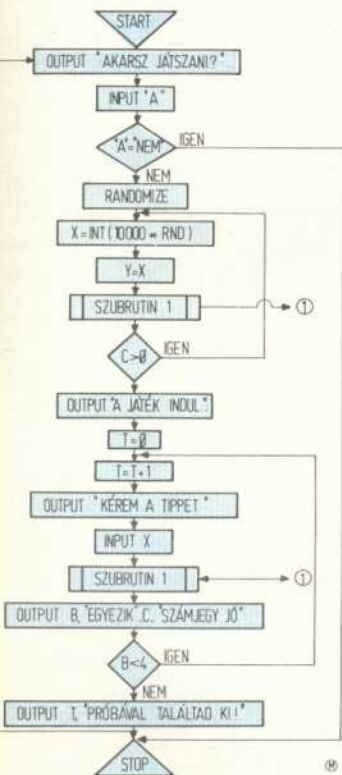 START
OUTPUT "AKARSZ JÁTSZANI?"
INPUT "A"
"A"="NEM"
IGEN
NEM
RANDOMIZE
X=INT(10000*RND)
Y=X
SZUBRUTIN 1
①
C>0
IGEN
OUTPUT "A JÁTÉK INDUL"
T=0
T=T+1
OUTPUT "KÉREM A TIPPET"
INPUT X
SZUBRUTIN 1
①
OUTPUT B, "EGYEZIK", C, "SZÁMJEGY JÓ"
B<4
IGEN
NEM
OUTPUT T, "PRÓBÁVAL TALÁLTAD KI!"
STOP